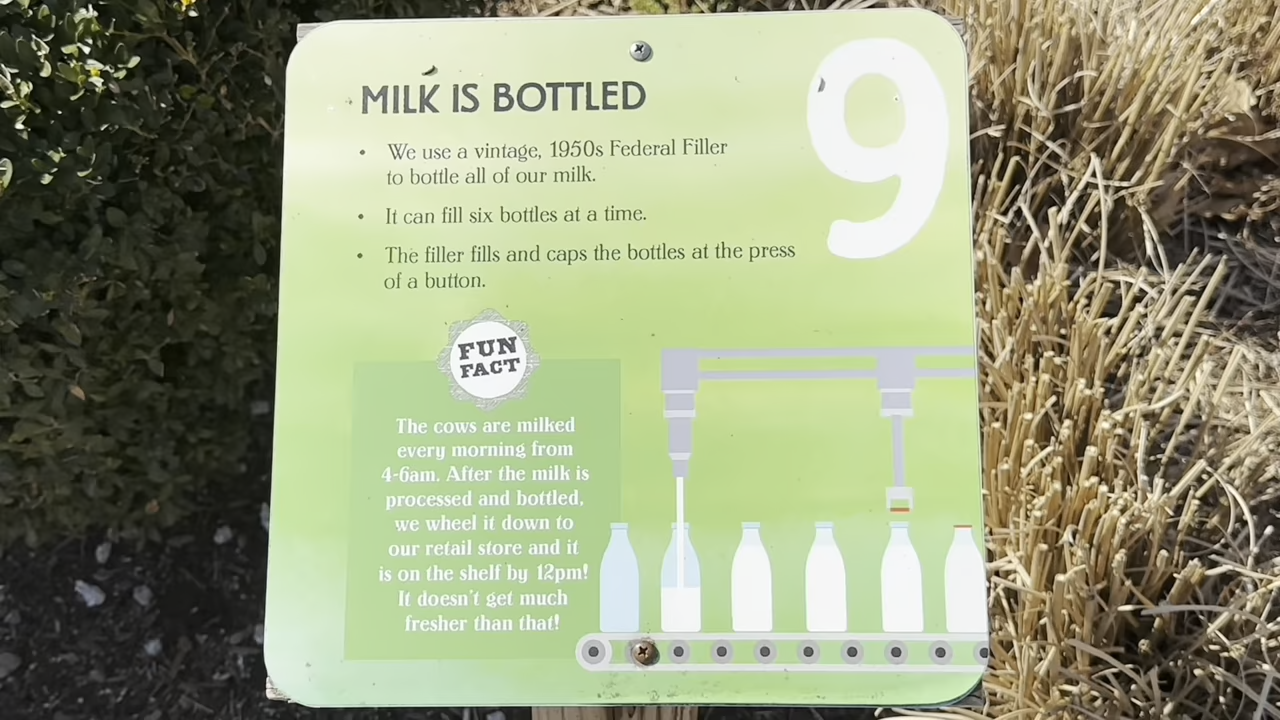 MILK IS BOTTLED
9
• We use a vintage, 1950s Federal Filler
to bottle all of our milk.
• It can fill six bottles at a time.
• The filler fills and caps the bottles at the press
of a button.
FUN
FACT
The cows are milked
every morning from
4-6am. After the milk is
processed and bottled,
we wheel it down to
our retail store and it
is on the shelf by 12pm!
It doesn't get much
fresher than that!